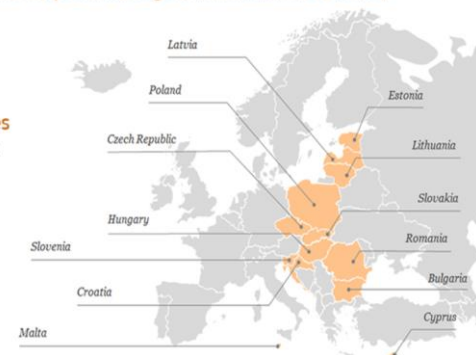 Latvia
Poland
Estonia
Czech Republic
Lithuania
Slovakia
Hungary
Romania
Slovenia
Bulgaria
Croatia
Cyprus
Malta